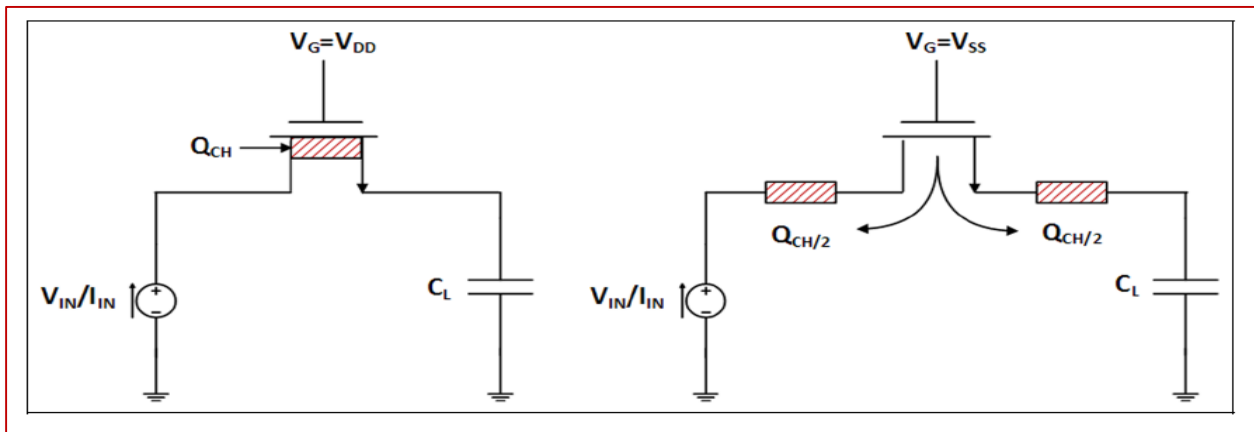 V_G=V_DD
Q_CH
V_IN/I_IN
+
–
C_L
V_G=V_SS
Q_CH/2
Q_CH/2
V_IN/I_IN
+
–
C_L